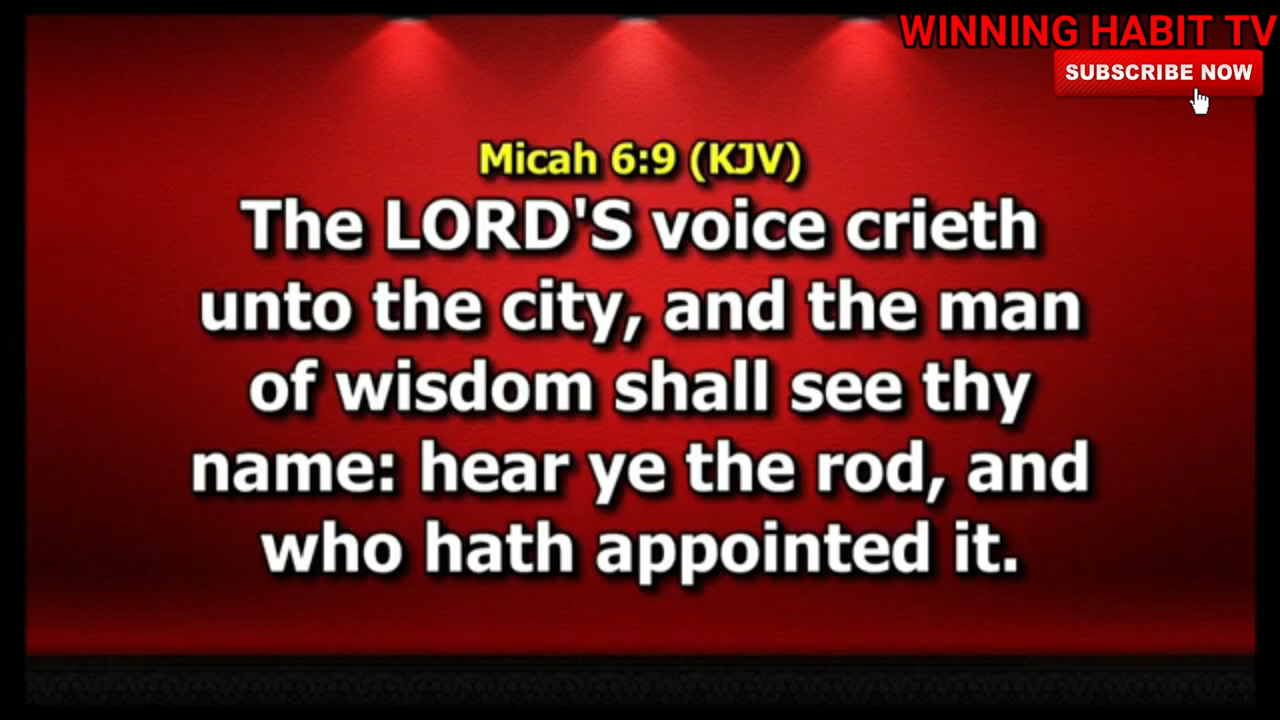 WINNING HABIT TV
SUBSCRIBE NOW
Micah 6:9 (KJV)
The LORD'S voice crieth
unto the city, and the man
of wisdom shall see thy
name: hear ye the rod, and
who hath appointed it.